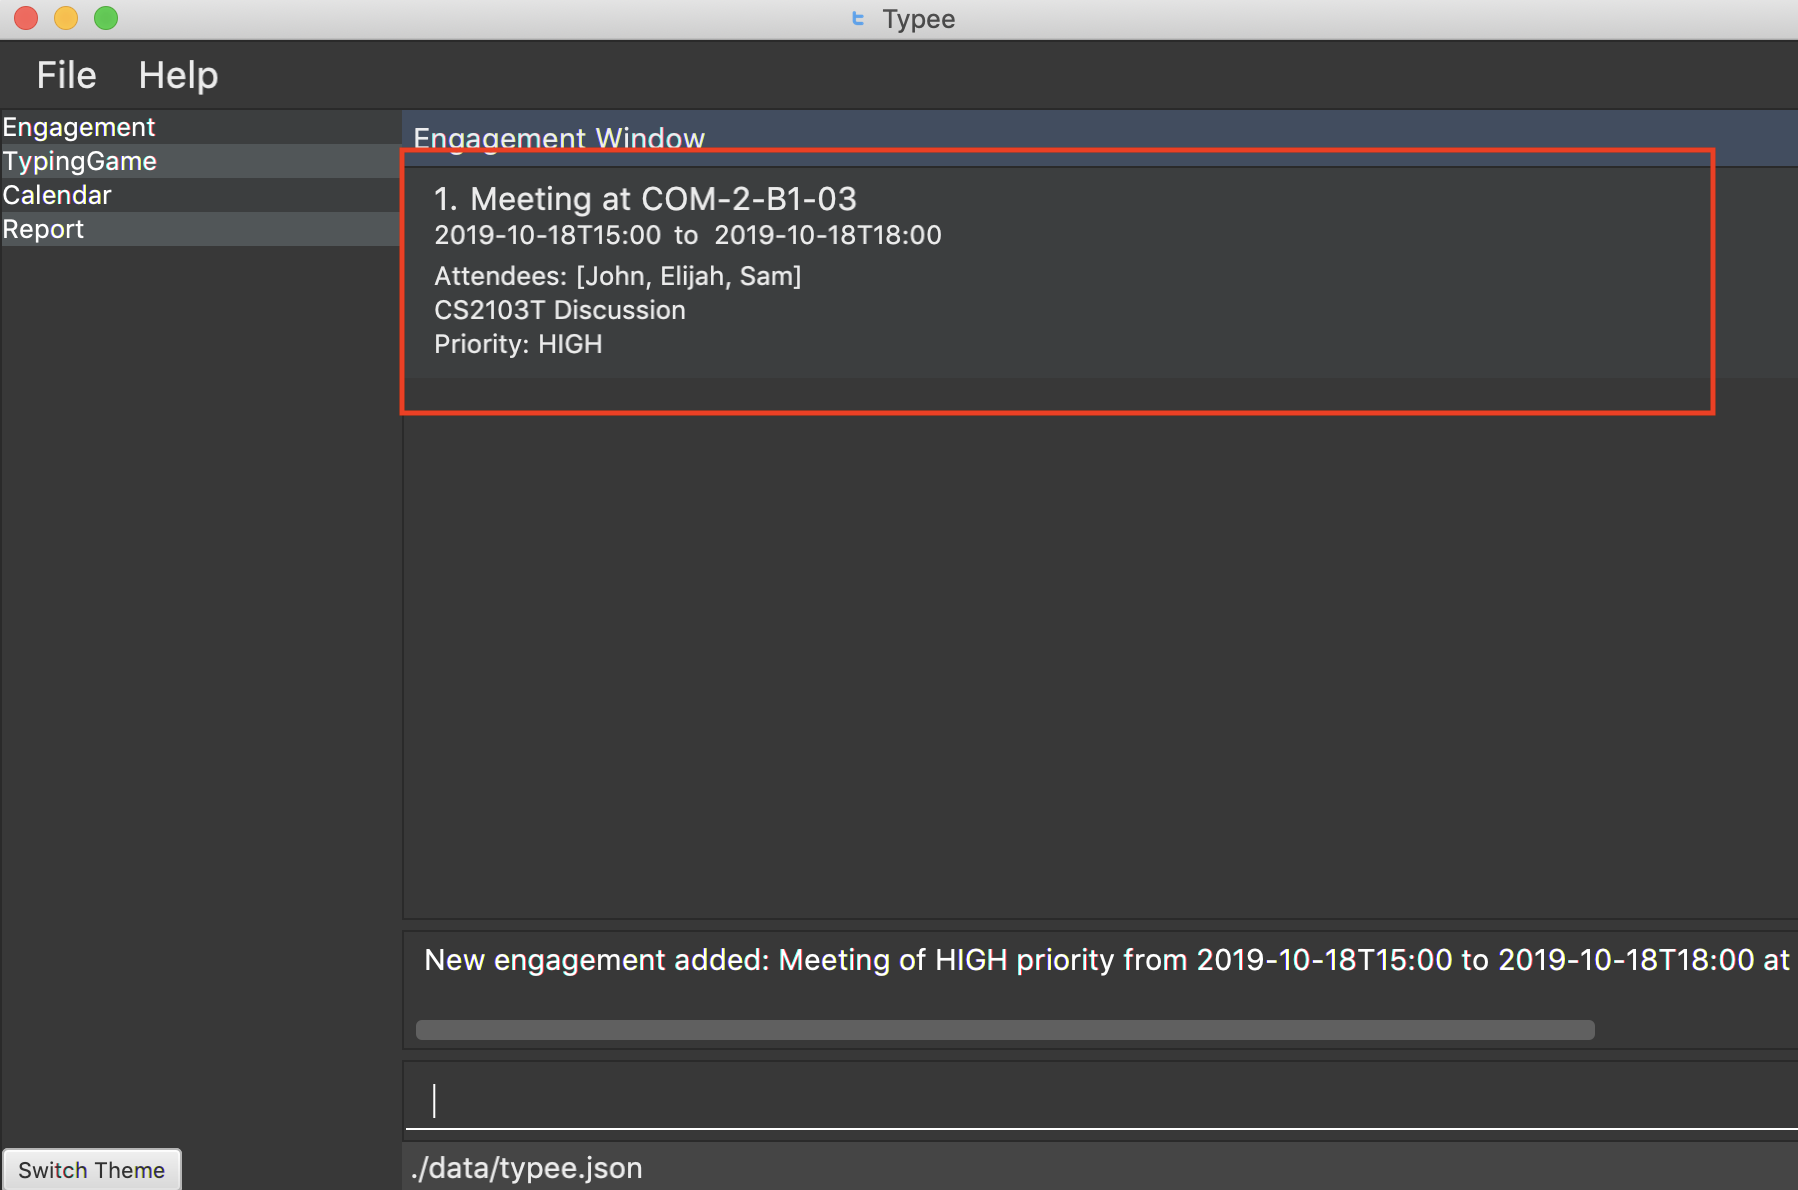 Typee
File Help
Engagement
TypingGame
Calendar
Report
Engagement Window
1. Meeting at COM-2-B1-03
2019-10-18T15:00 to 2019-10-18T18:00
Attendees: [John, Elijah, Sam]
CS2103T Discussion
Priority: HIGH
New engagement added: Meeting of HIGH priority from 2019-10-18T15:00 to 2019-10-18T18:00 at
Switch Theme
./data/typee.json